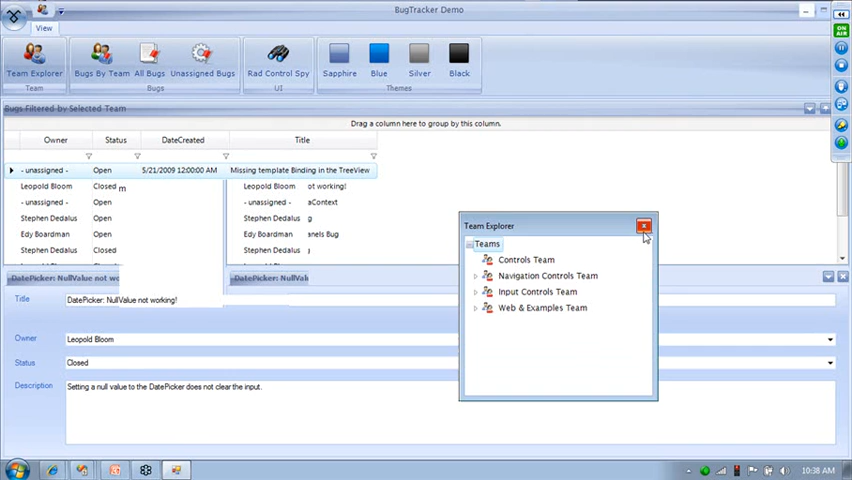 BugTracker Demo
View
ON AIR
Team Explorer
Bugs By Team
All Bugs
Unassigned Bugs
Rad Control Spy
Sapphire
Blue
Silver
Black
Team
Bugs
UI
Themes
Bugs Filtered by Selected Team
Drag a column here to group by this column.
Owner Status DateCreated Title
- unassigned - Open 5/21/2009 12:00:00 AM Missing template Binding in the TreeView
Leopold Bloom Closed m Leopold Bloom ot working!
- unassigned - Open - unassigned - aContext
Stephen Dedalus Open Stephen Dedalus g
Edy Boardman Open Edy Boardman nels Bug
Stephen Dedalus Closed Stephen Dedalus
Team Explorer
Teams
Controls Team
Navigation Controls Team
Input Controls Team
Web & Examples Team
DatePicker: NullValue not wo
DatePicker: NullVal
Title DatePicker: NullValue not working!
Owner Leopold Bloom
Status Closed
Description Setting a null value to the DatePicker does not clear the input.
10:38 AM